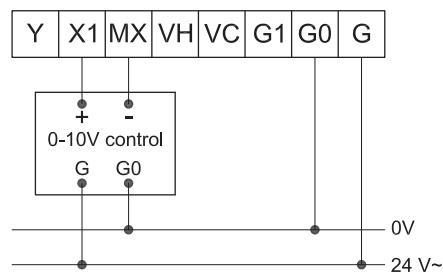 Y X1 MX VH VC G1 G0 G
+ -
0-10V control
G G0
0V
24 V~